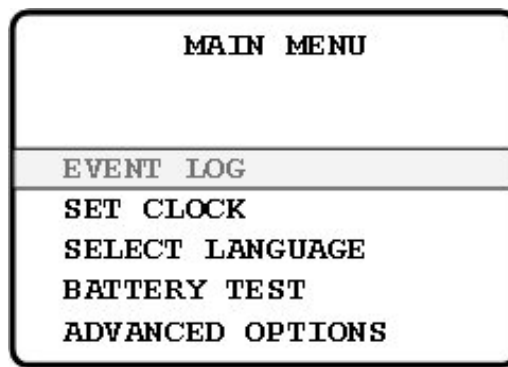 MAIN MENU
EVENT LOG
SET CLOCK
SELECT LANGUAGE
BATTERY TEST
ADVANCED OPTIONS